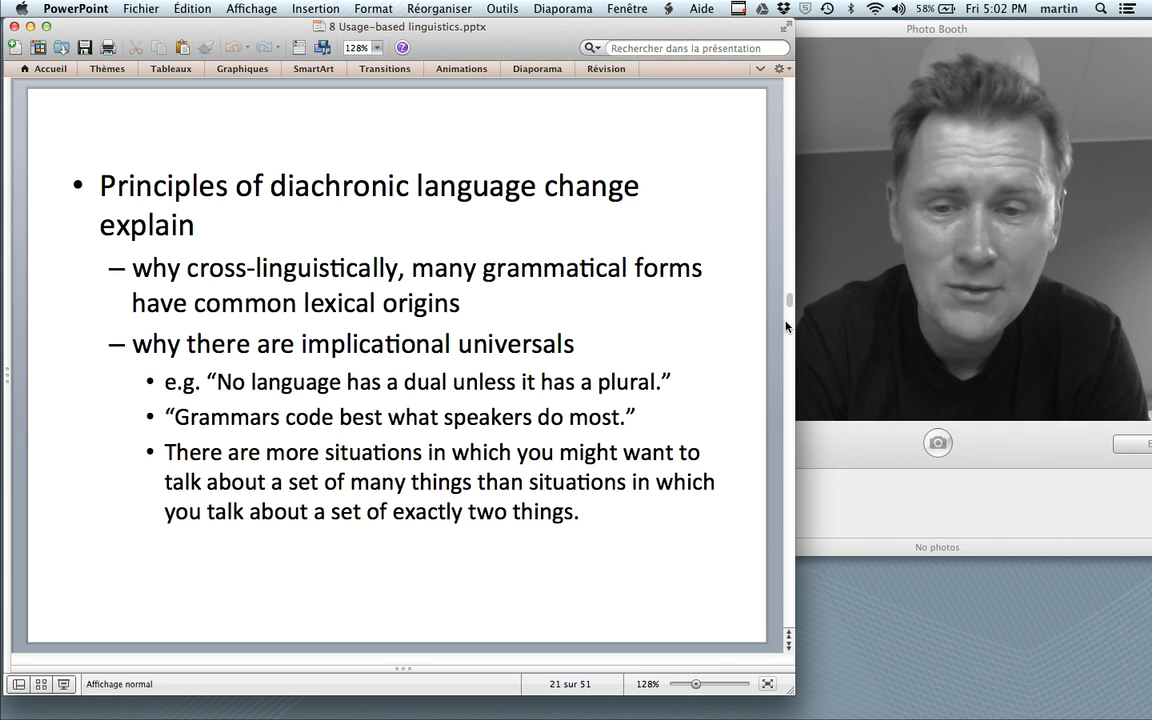 PowerPoint Fichier Édition Affichage Insertion Format Réorganiser Outils Diaporama Fenêtre Aide 58% Fri 5:02 PM martin
8 Usage-based linguistics.pptx
Photo Booth
128%
Rechercher dans la présentation
Accueil Thèmes Tableaux Graphiques SmartArt Transitions Animations Diaporama Révision
• Principles of diachronic language change
explain
– why cross-linguistically, many grammatical forms
have common lexical origins
– why there are implicational universals
• e.g. “No language has a dual unless it has a plural.”
• “Grammars code best what speakers do most.”
• There are more situations in which you might want to
talk about a set of many things than situations in which
you talk about a set of exactly two things.
No photos
Affichage normal 21 sur 51 128%